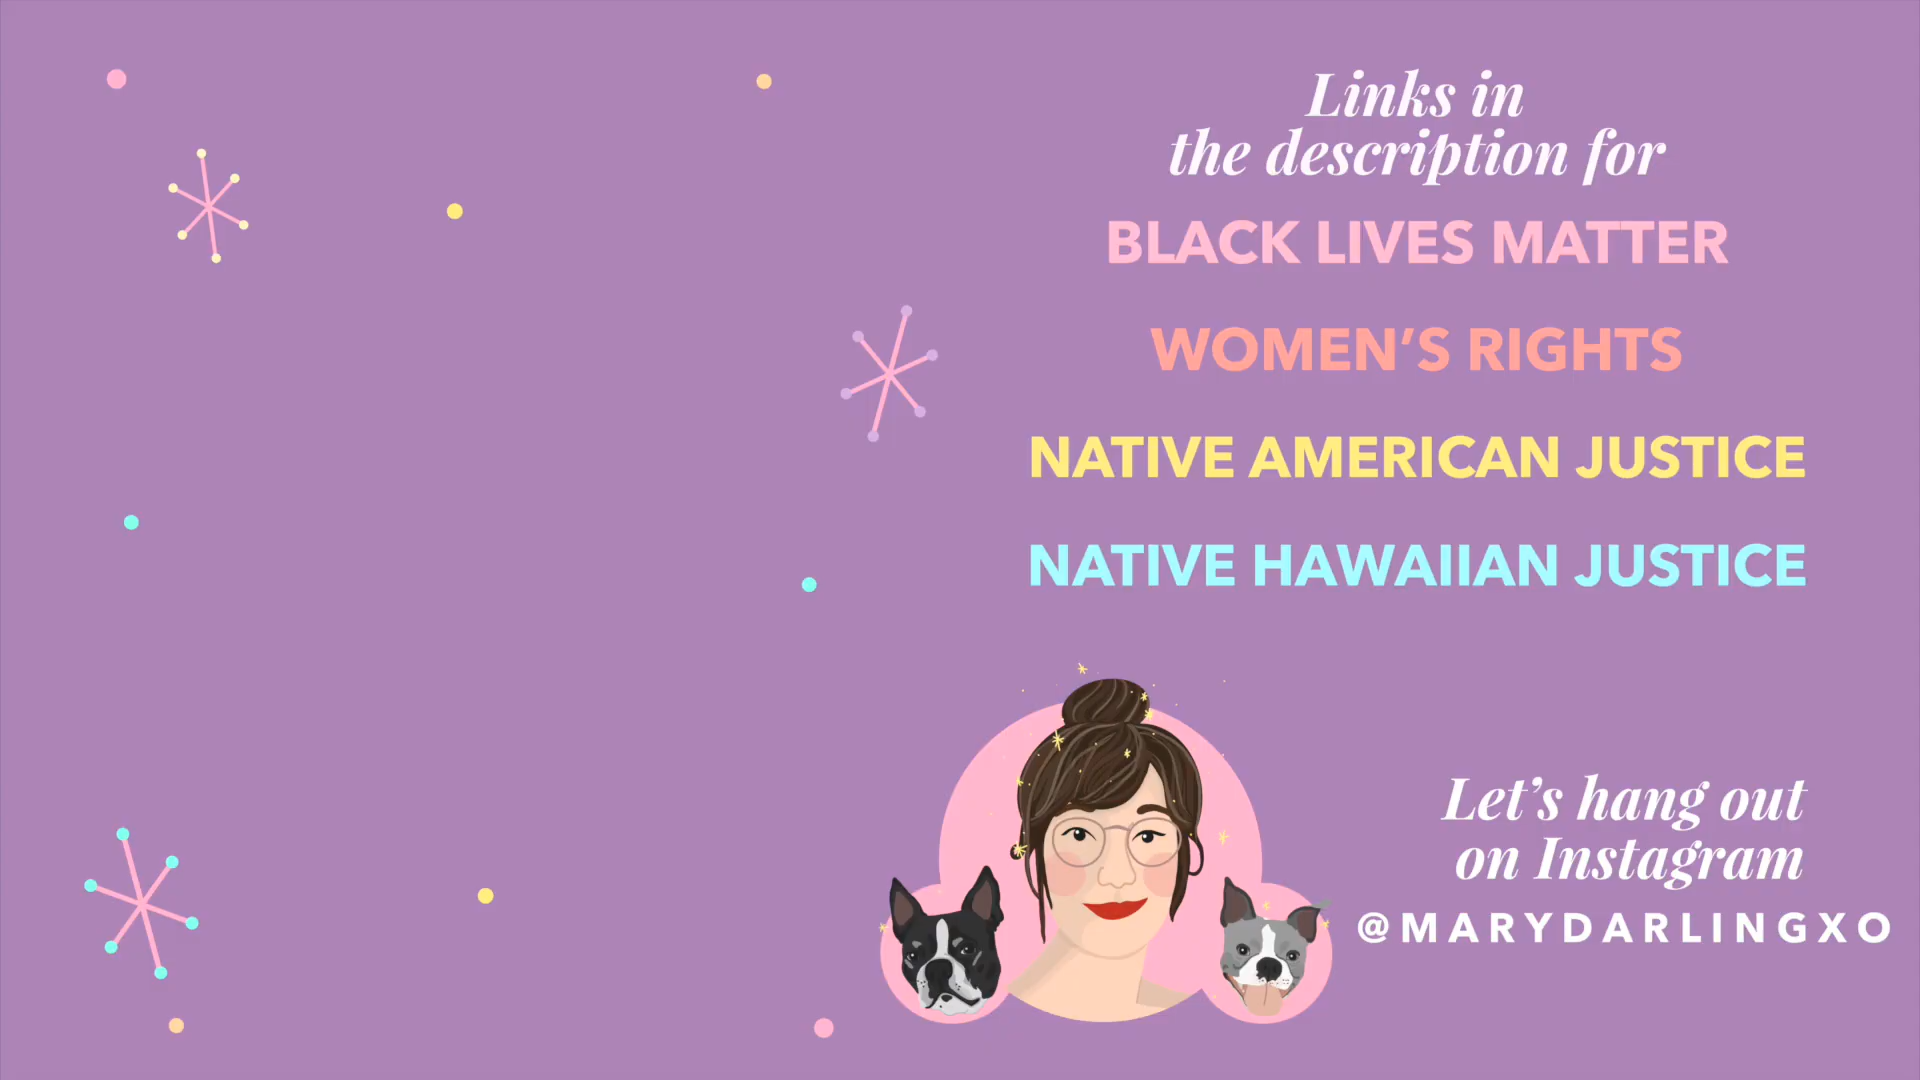 Links in
the description for
BLACK LIVES MATTER
WOMEN’S RIGHTS
NATIVE AMERICAN JUSTICE
NATIVE HAWAIIAN JUSTICE
Let’s hang out
on Instagram
@MARYDARLINGXO